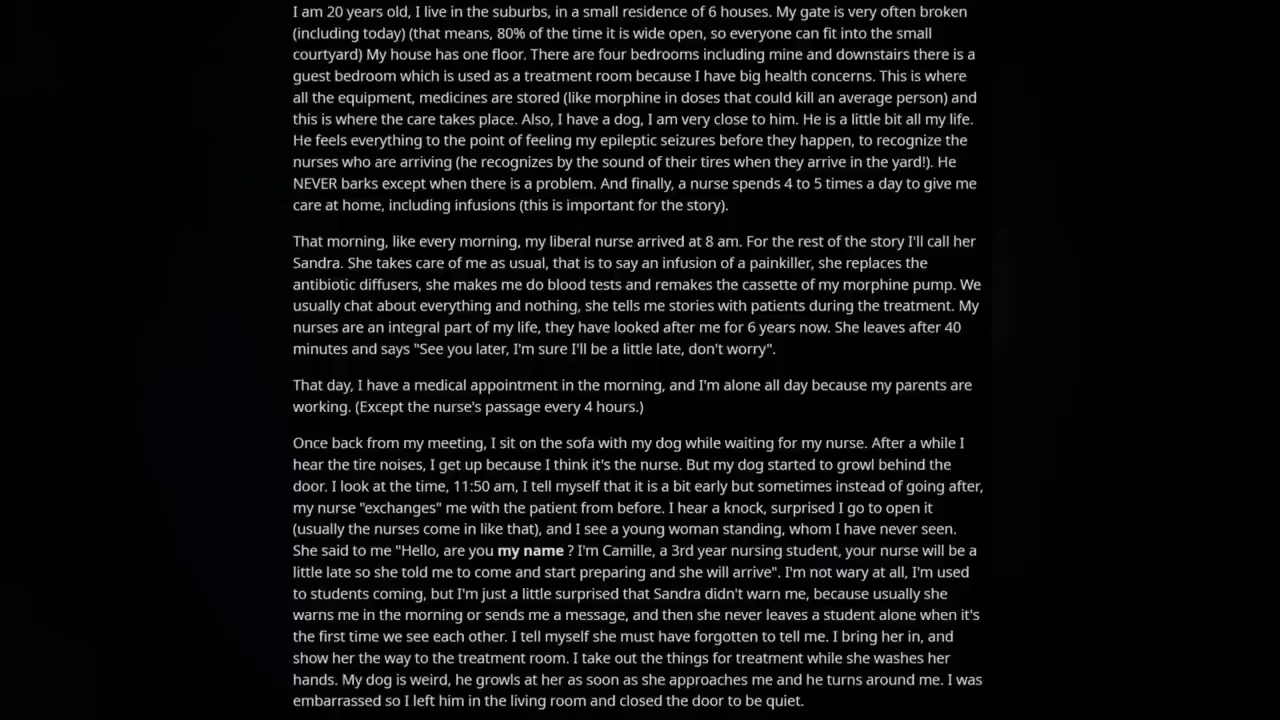 I am 20 years old, I live in the suburbs, in a small residence of 6 houses. My gate is very often broken
(including today) (that means, 80% of the time it is wide open, so everyone can fit into the small
courtyard) My house has one floor. There are four bedrooms including mine and downstairs there is a
guest bedroom which is used as a treatment room because I have big health concerns. This is where
all the equipment, medicines are stored (like morphine in doses that could kill an average person) and
this is where the care takes place. Also, I have a dog, I am very close to him. He is a little bit all my life.
He feels everything to the point of feeling my epileptic seizures before they happen, to recognize the
nurses who are arriving (he recognizes by the sound of their tires when they arrive in the yard!). He
NEVER barks except when there is a problem. And finally, a nurse spends 4 to 5 times a day to give me
care at home, including infusions (this is important for the story).
That morning, like every morning, my liberal nurse arrived at 8 am. For the rest of the story I'll call her
Sandra. She takes care of me as usual, that is to say an infusion of a painkiller, she replaces the
antibiotic diffusers, she makes me do blood tests and remakes the cassette of my morphine pump. We
usually chat about everything and nothing, she tells me stories with patients during the treatment. My
nurses are an integral part of my life, they have looked after me for 6 years now. She leaves after 40
minutes and says "See you later, I'm sure I'll be a little late, don't worry".
That day, I have a medical appointment in the morning, and I'm alone all day because my parents are
working. (Except the nurse's passage every 4 hours.)
Once back from my meeting, I sit on the sofa with my dog while waiting for my nurse. After a while I
hear the tire noises, I get up because I think it's the nurse. But my dog started to growl behind the
door. I look at the time, 11:50 am, I tell myself that it is a bit early but sometimes instead of going after,
my nurse "exchanges" me with the patient from before. I hear a knock, surprised I go to open it
(usually the nurses come in like that), and I see a young woman standing, whom I have never seen.
She said to me "Hello, are you my name ? I'm Camille, a 3rd year nursing student, your nurse will be a
little late so she told me to come and start preparing and she will arrive". I'm not wary at all, I'm used
to students coming, but I'm just a little surprised that Sandra didn't warn me, because usually she
warns me in the morning or sends me a message, and then she never leaves a student alone when it's
the first time we see each other. I tell myself she must have forgotten to tell me. I bring her in, and
show her the way to the treatment room. I take out the things for treatment while she washes her
hands. My dog is weird, he growls at her as soon as she approaches me and he turns around me. I was
embarrassed so I left him in the living room and closed the door to be quiet.